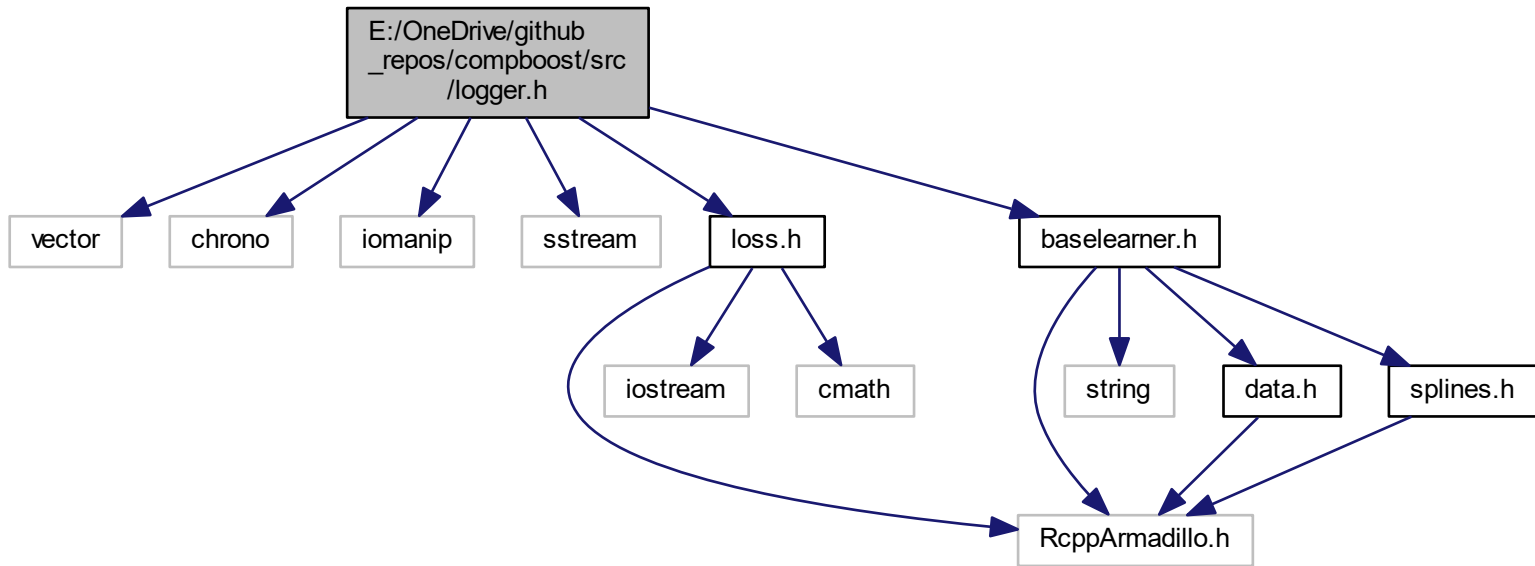 E:/OneDrive/github
_repos/compboost/src
/logger.h
vector
chrono
iomanip
sstream
loss.h
baselearner.h
iostream
cmath
string
data.h
splines.h
RcppArmadillo.h